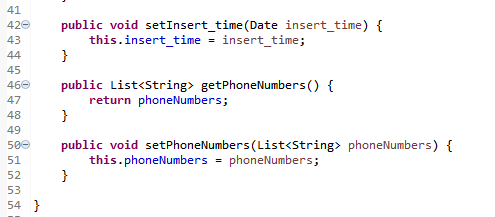 41
42 public void setInsert_time(Date insert_time) {
43 this.insert_time = insert_time;
44 }
45
46 public List<String> getPhoneNumbers() {
47 return phoneNumbers;
48 }
49
50 public void setPhoneNumbers(List<String> phoneNumbers) {
51 this.phoneNumbers = phoneNumbers;
52 }
53
54 }